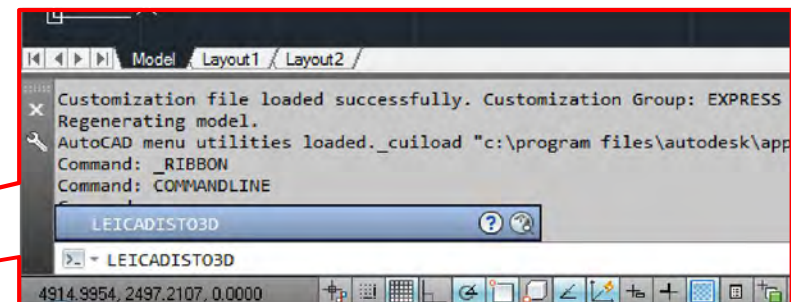 Model Layout1 Layout2
Customization file loaded successfully. Customization Group: EXPRESS
Regenerating model.
AutoCAD menu utilities loaded._cuiload "c:\program files\autodesk\app
Command: _RIBBON
Command: COMMANDLINE
LEICADISTO3D
LEICADISTO3D
4914.9954, 2497.2107, 0.0000